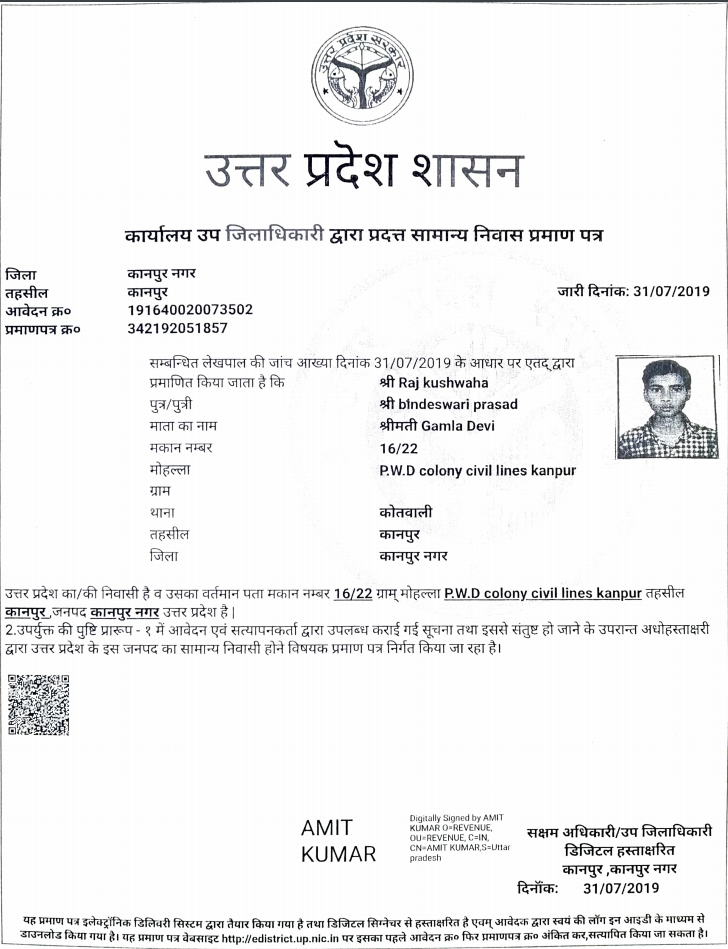 उत्तर प्रदेश सरकार
उत्तर प्रदेश शासन
कार्यालय उप जिलाधिकारी द्वारा प्रदत्त सामान्य निवास प्रमाण पत्र
जिला कानपुर नगर
तहसील कानपुर जारी दिनांक: 31/07/2019
आवेदन क्र० 191640020073502
प्रमाणपत्र क्र० 342192051857
सम्बन्धित लेखपाल की जांच आख्या दिनांक 31/07/2019 के आधार पर एतद् द्वारा
प्रमाणित किया जाता है कि श्री Raj kushwaha
पुत्र/पुत्री श्री bindeswari prasad
माता का नाम श्रीमती Gamla Devi
मकान नम्बर 16/22
मोहल्ला P.W.D colony civil lines kanpur
ग्राम
थाना कोतवाली
तहसील कानपुर
जिला कानपुर नगर
उत्तर प्रदेश का/की निवासी है व उसका वर्तमान पता मकान नम्बर 16/22 ग्राम् मोहल्ला P.W.D colony civil lines kanpur तहसील
कानपुर ,जनपद कानपुर नगर उत्तर प्रदेश है |
2.उपर्युक्त की पुष्टि प्रारूप - १ में आवेदन एवं सत्यापनकर्ता द्वारा उपलब्ध कराई गई सूचना तथा इससे संतुष्ट हो जाने के उपरान्त अधोहस्ताक्षरी
द्वारा उत्तर प्रदेश के इस जनपद का सामान्य निवासी होने विषयक प्रमाण पत्र निर्गत किया जा रहा है।
AMIT
KUMAR
Digitally Signed by AMIT
KUMAR O=REVENUE,
OU=REVENUE, C=IN,
CN=AMIT KUMAR,S=Uttar
pradesh
सक्षम अधिकारी/उप जिलाधिकारी
डिजिटल हस्ताक्षरित
कानपुर ,कानपुर नगर
दिनाँक: 31/07/2019
यह प्रमाण पत्र इलेक्ट्रॉनिक डिलिवरी सिस्टम द्वारा तैयार किया गया है तथा डिजिटल सिग्नेचर से हस्ताक्षरित है एवम् आवेदक द्वारा स्वयं की लॉग इन आइडी के माध्यम से
डाउनलोड किया गया है। यह प्रमाण पत्र वेबसाइट http://edistrict.up.nic.in पर इसका पहले आवेदन क्र० फिर प्रमाणपत्र क्र० अंकित कर,सत्यापित किया जा सकता है।